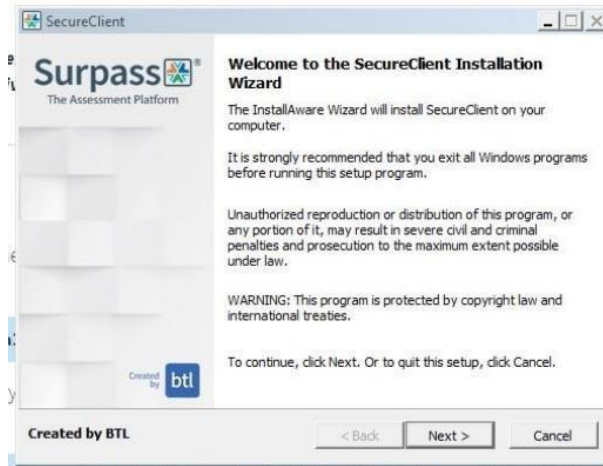 SecureClient
Surpass®
The Assessment Platform
Welcome to the SecureClient Installation
Wizard
The InstallAware Wizard will install SecureClient on your
computer.
It is strongly recommended that you exit all Windows programs
before running this setup program.
Unauthorized reproduction or distribution of this program, or
any portion of it, may result in severe civil and criminal
penalties and prosecution to the maximum extent possible
under law.
WARNING: This program is protected by copyright law and
international treaties.
To continue, click Next. Or to quit this setup, click Cancel.
Created
by btl
Created by BTL
< Back
Next >
Cancel